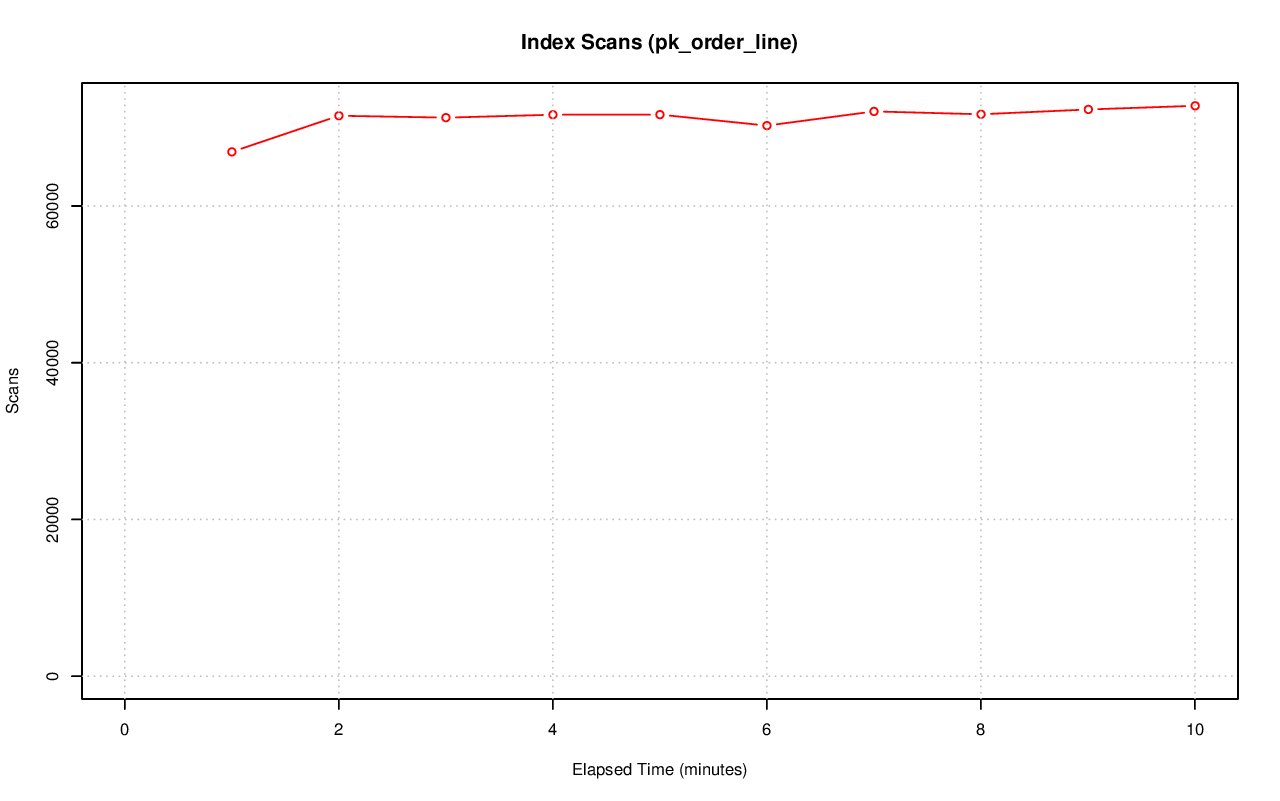 Index Scans (pk_order_line)
Scans
60000
40000
20000
0
0 2 4 6 8 10
Elapsed Time (minutes)